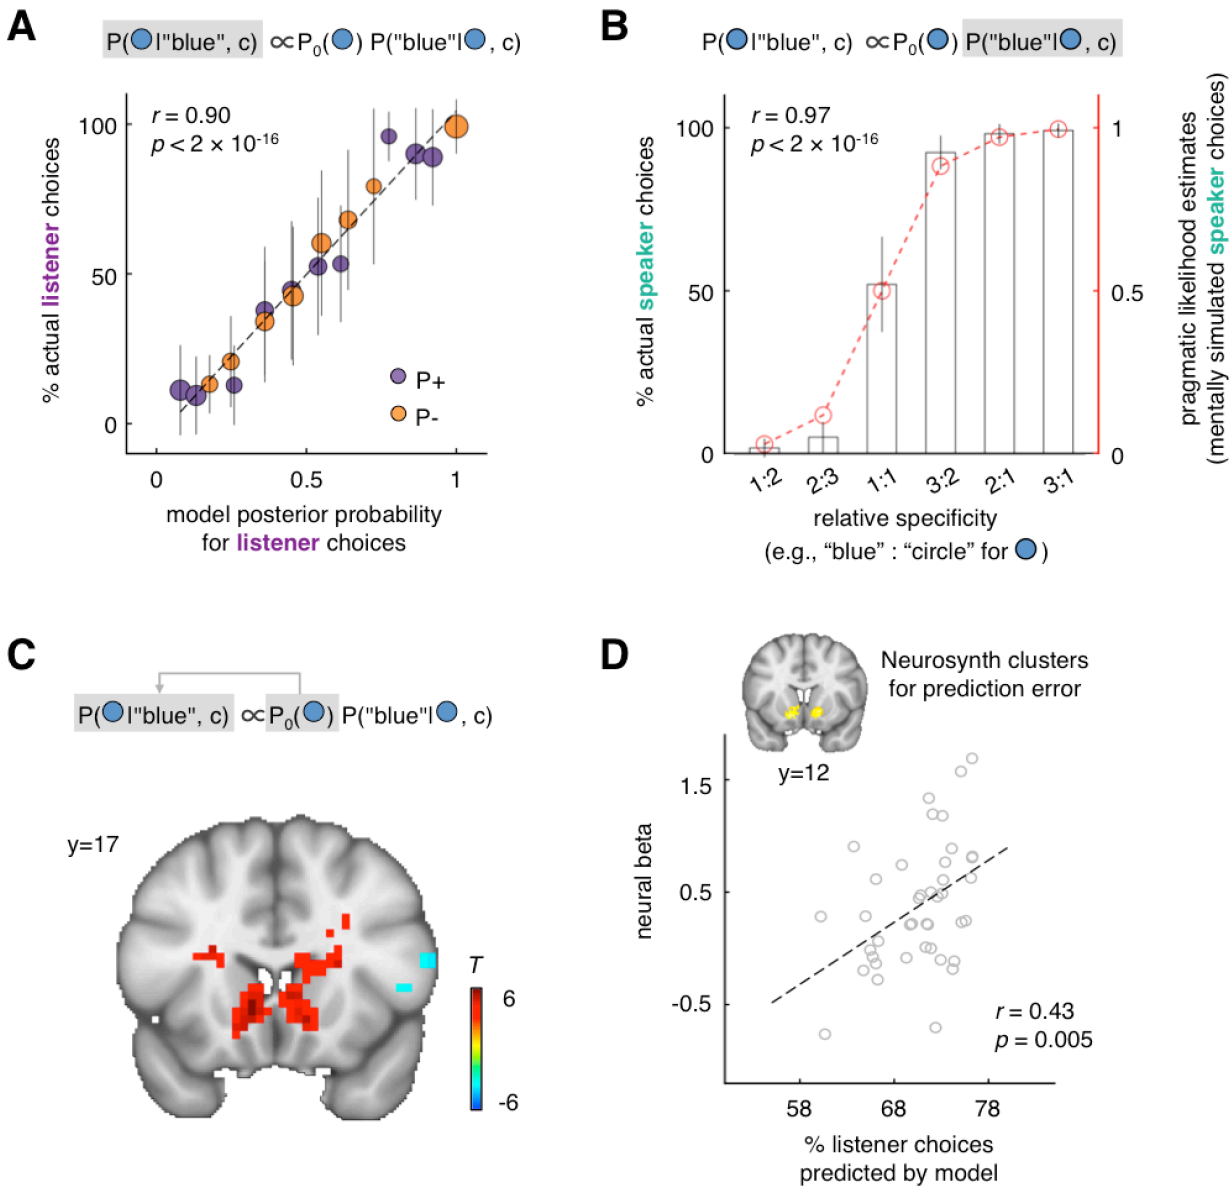 A
P(|"blue", c) ∝P₀() P("blue"|, c)
r = 0.90
p < 2 × 10⁻¹⁶
% actual listener choices
100
50
0
P+
P-
0
0.5
1
model posterior probability
for listener choices
B
P(|"blue", c) ∝P₀() P("blue"|, c)
r = 0.97
p < 2 × 10⁻¹⁶
% actual speaker choices
100
50
0
1
0.5
0
pragmatic likelihood estimates
(mentally simulated speaker choices)
1:2
2:3
1:1
3:2
2:1
3:1
relative specificity
(e.g., “blue” : “circle” for )
C
P(|"blue", c) ∝P₀() P("blue"|, c)
y=17
T
6
-6
D
Neurosynth clusters
for prediction error
y=12
neural beta
1.5
0.5
-0.5
r = 0.43
p = 0.005
58
68
78
% listener choices
predicted by model